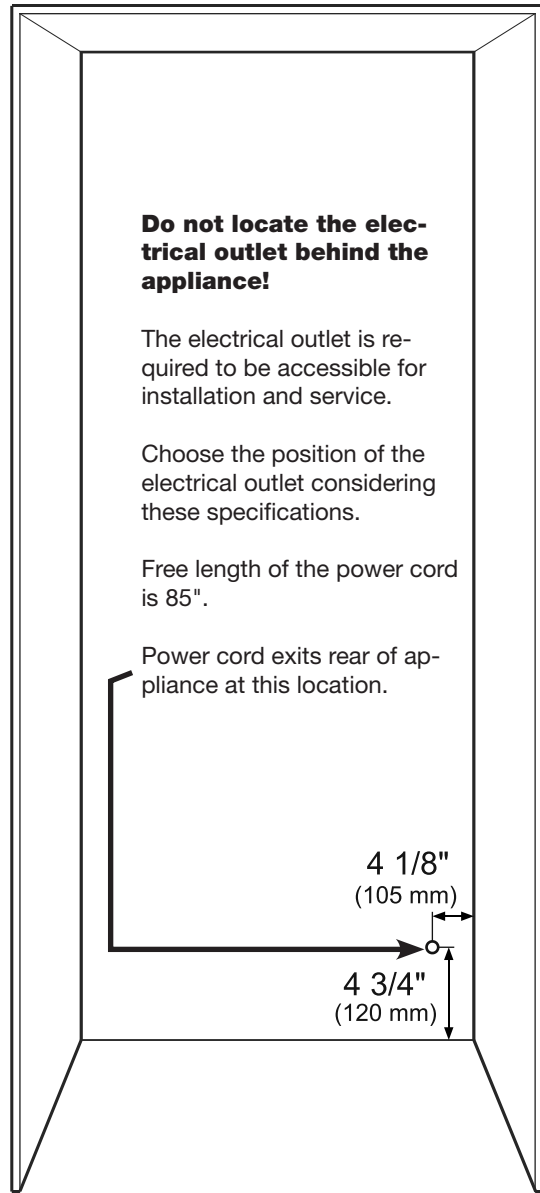 Do not locate the elec-
trical outlet behind the
appliance!
The electrical outlet is re-
quired to be accessible for
installation and service.
Choose the position of the
electrical outlet considering
these specifications.
Free length of the power cord
is 85".
Power cord exits rear of ap-
pliance at this location.
4 1/8"
(105 mm)
4 3/4"
(120 mm)